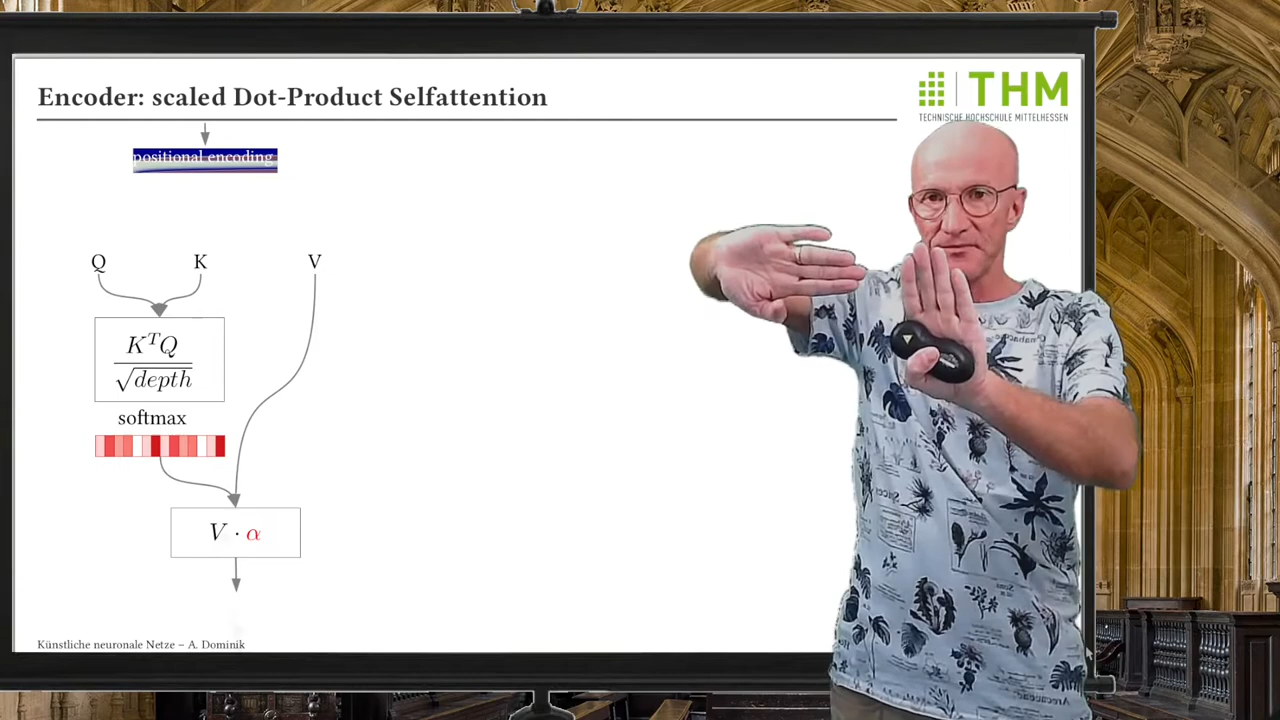 Encoder: scaled Dot-Product Selfattention
THM
TECHNISCHE HOCHSCHULE MITTELHESSEN
positional encoding
Q K V
K^T Q
√depth
softmax
V · α
Künstliche neuronale Netze – A. Dominik